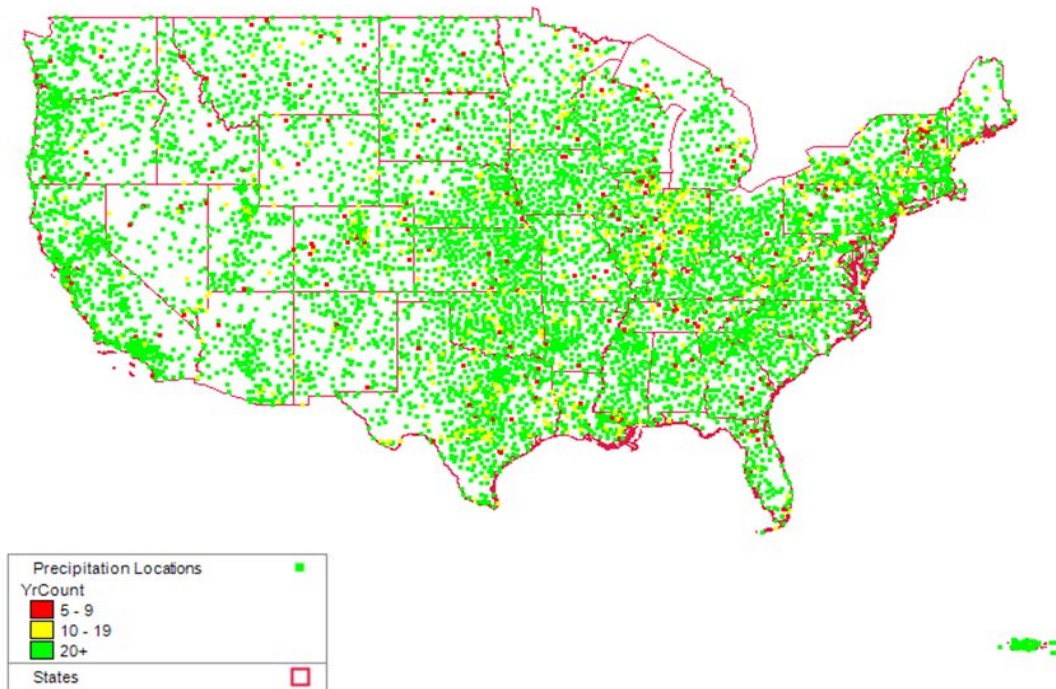 Precipitation Locations
YrCount
5 - 9
10 - 19
20+
States